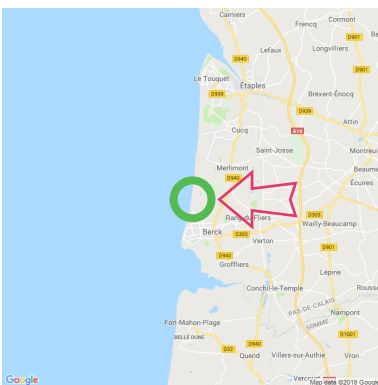 Camiers
Cormont
Frencq
D901
Be
Lefaux
Longvilliers
D940
D901
Le Touquet
Étaples
D939
Bréxent-Énocq
D939
Attin
Cucq
A16
Saint-Josse
Montreui
Merlimont
Beaume
D940
Écuires
Rang-du-Fliers
D303
Wailly-Beaucamp
Berck
D303
Verton
D901
D940
Groffliers
Lépine
Conchil-le-Temple
Rousse
PAS-DE-CALAIS
SOMME
Nampont
Fort-Mahon-Plage
BELLE DUNE
D1001
D32
D940
Quend
Villers-sur-Authie
Vron
Google
Map data ©2018 Google